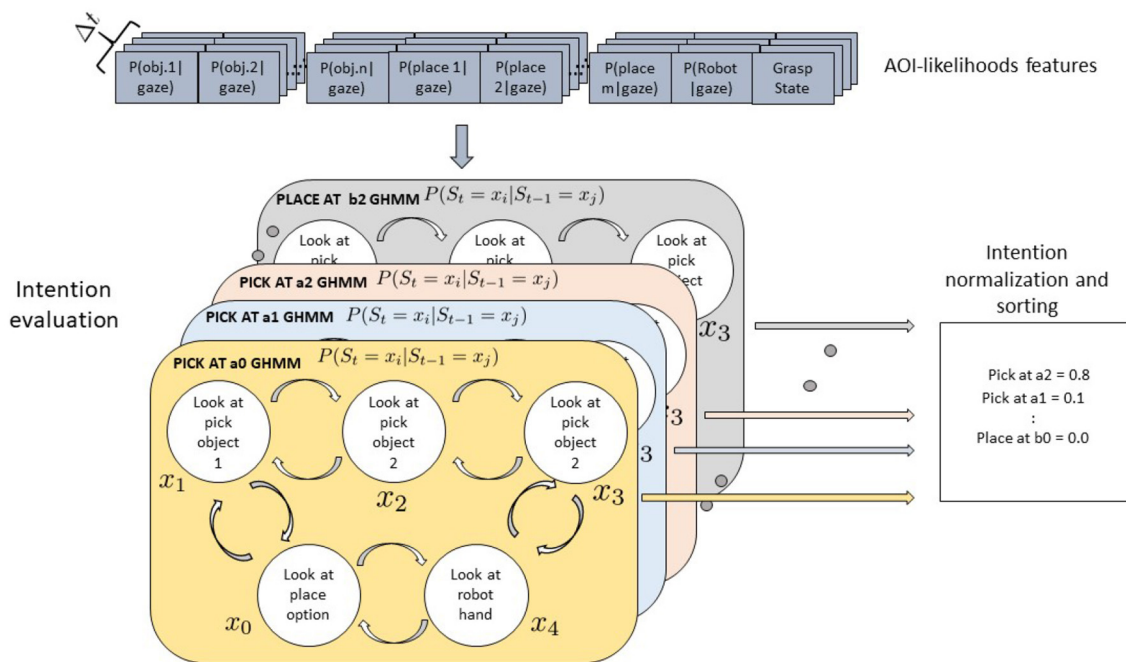 Δt
P(obj.1|
gaze)
P(obj.2|
gaze)
...
P(obj.n|
gaze)
P(place 1|
gaze)
P(place
2|gaze)
...
P(place
m|gaze)
P(Robot
|gaze)
Grasp
State
AOI-likelihoods features
PLACE AT b2 GHMM P(S_t = x_i|S_{t-1} = x_j)
Look at
pick
Look at
pick
Look at
pick
x_3
PICK AT a2 GHMM P(S_t = x_i|S_{t-1} = x_j)
x_3
PICK AT a1 GHMM P(S_t = x_i|S_{t-1} = x_j)
3
PICK AT a0 GHMM P(S_t = x_i|S_{t-1} = x_j)
Look at
pick
object
1
x_1
Look at
pick
object
2
x_2
Look at
pick
object
2
x_3
Look at
place
option
x_0
Look at
robot
hand
x_4
Intention
evaluation
Intention
normalization and
sorting
Pick at a2 = 0.8
Pick at a1 = 0.1
:
Place at b0 = 0.0